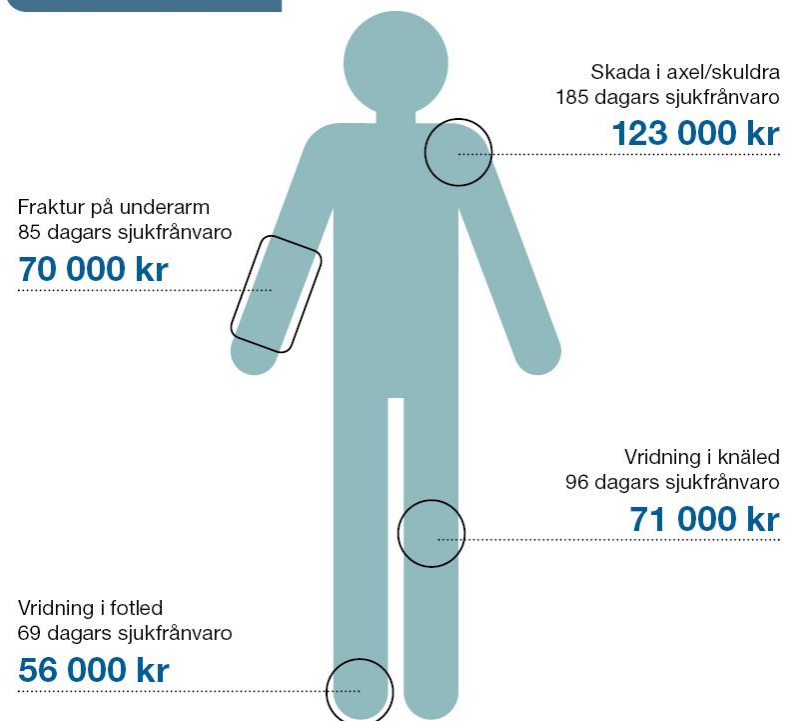 Skada i axel/skuldra
185 dagars sjukfrånvaro
123 000 kr
Fraktur på underarm
85 dagars sjukfrånvaro
70 000 kr
Vridning i knäled
96 dagars sjukfrånvaro
71 000 kr
Vridning i fotled
69 dagars sjukfrånvaro
56 000 kr